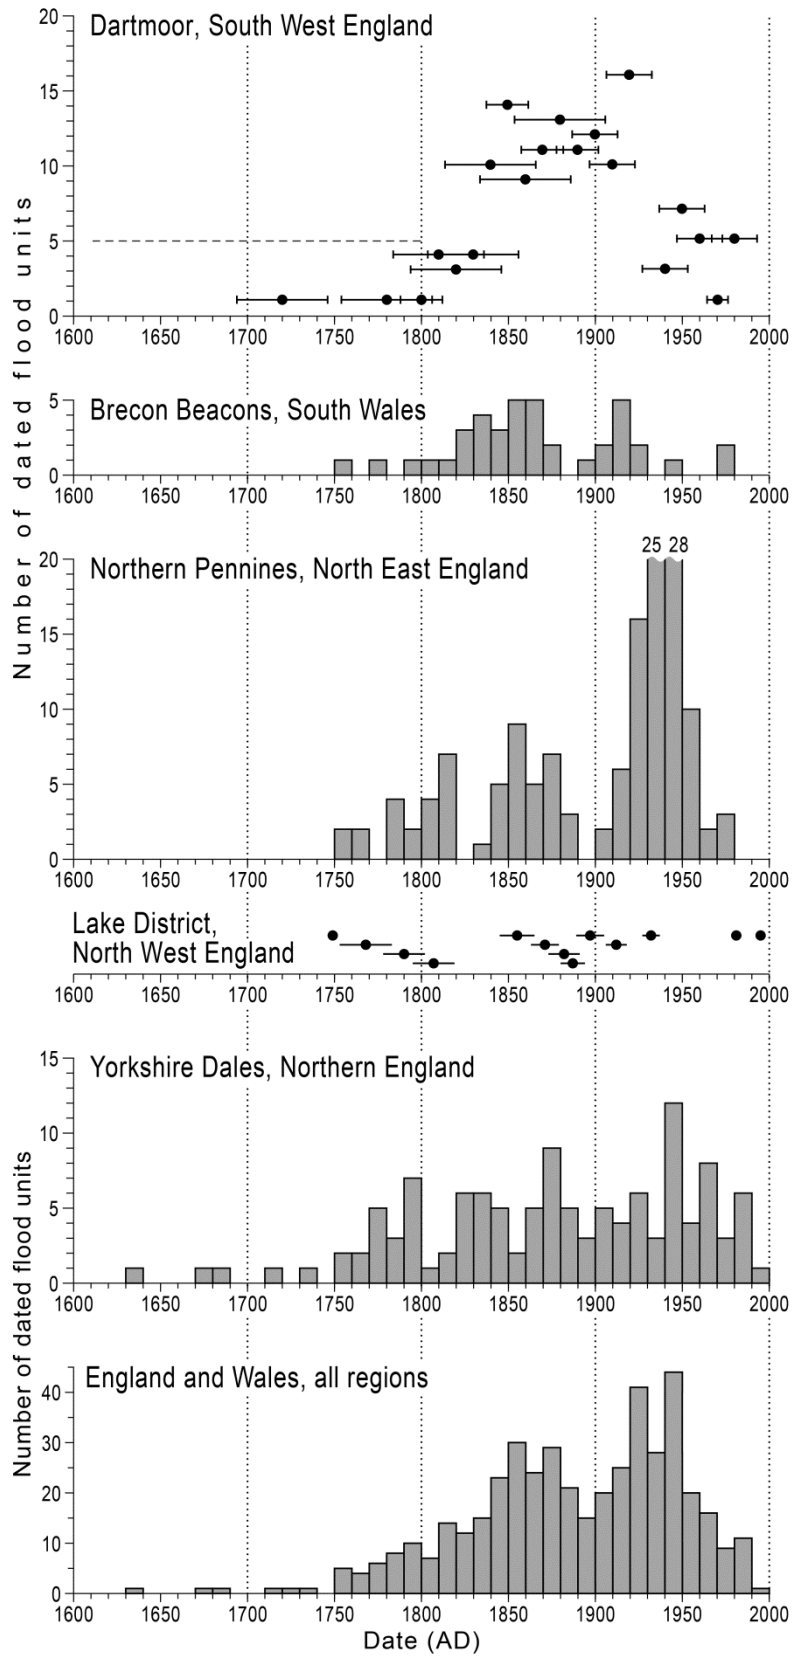 Number of dated flood units
Dartmoor, South West England
20
15
10
5
0
1600 1650 1700 1750 1800 1850 1900 1950 2000
Brecon Beacons, South Wales
5
0
1600 1650 1700 1750 1800 1850 1900 1950 2000
Northern Pennines, North East England
25 28
20
15
10
5
0
1600 1650 1700 1750 1800 1850 1900 1950 2000
Lake District,
North West England
1600 1650 1700 1750 1800 1850 1900 1950 2000
Number of dated flood units
Yorkshire Dales, Northern England
15
10
5
0
1600 1650 1700 1750 1800 1850 1900 1950 2000
England and Wales, all regions
40
30
20
10
0
1600 1650 1700 1750 1800 1850 1900 1950 2000
Date (AD)